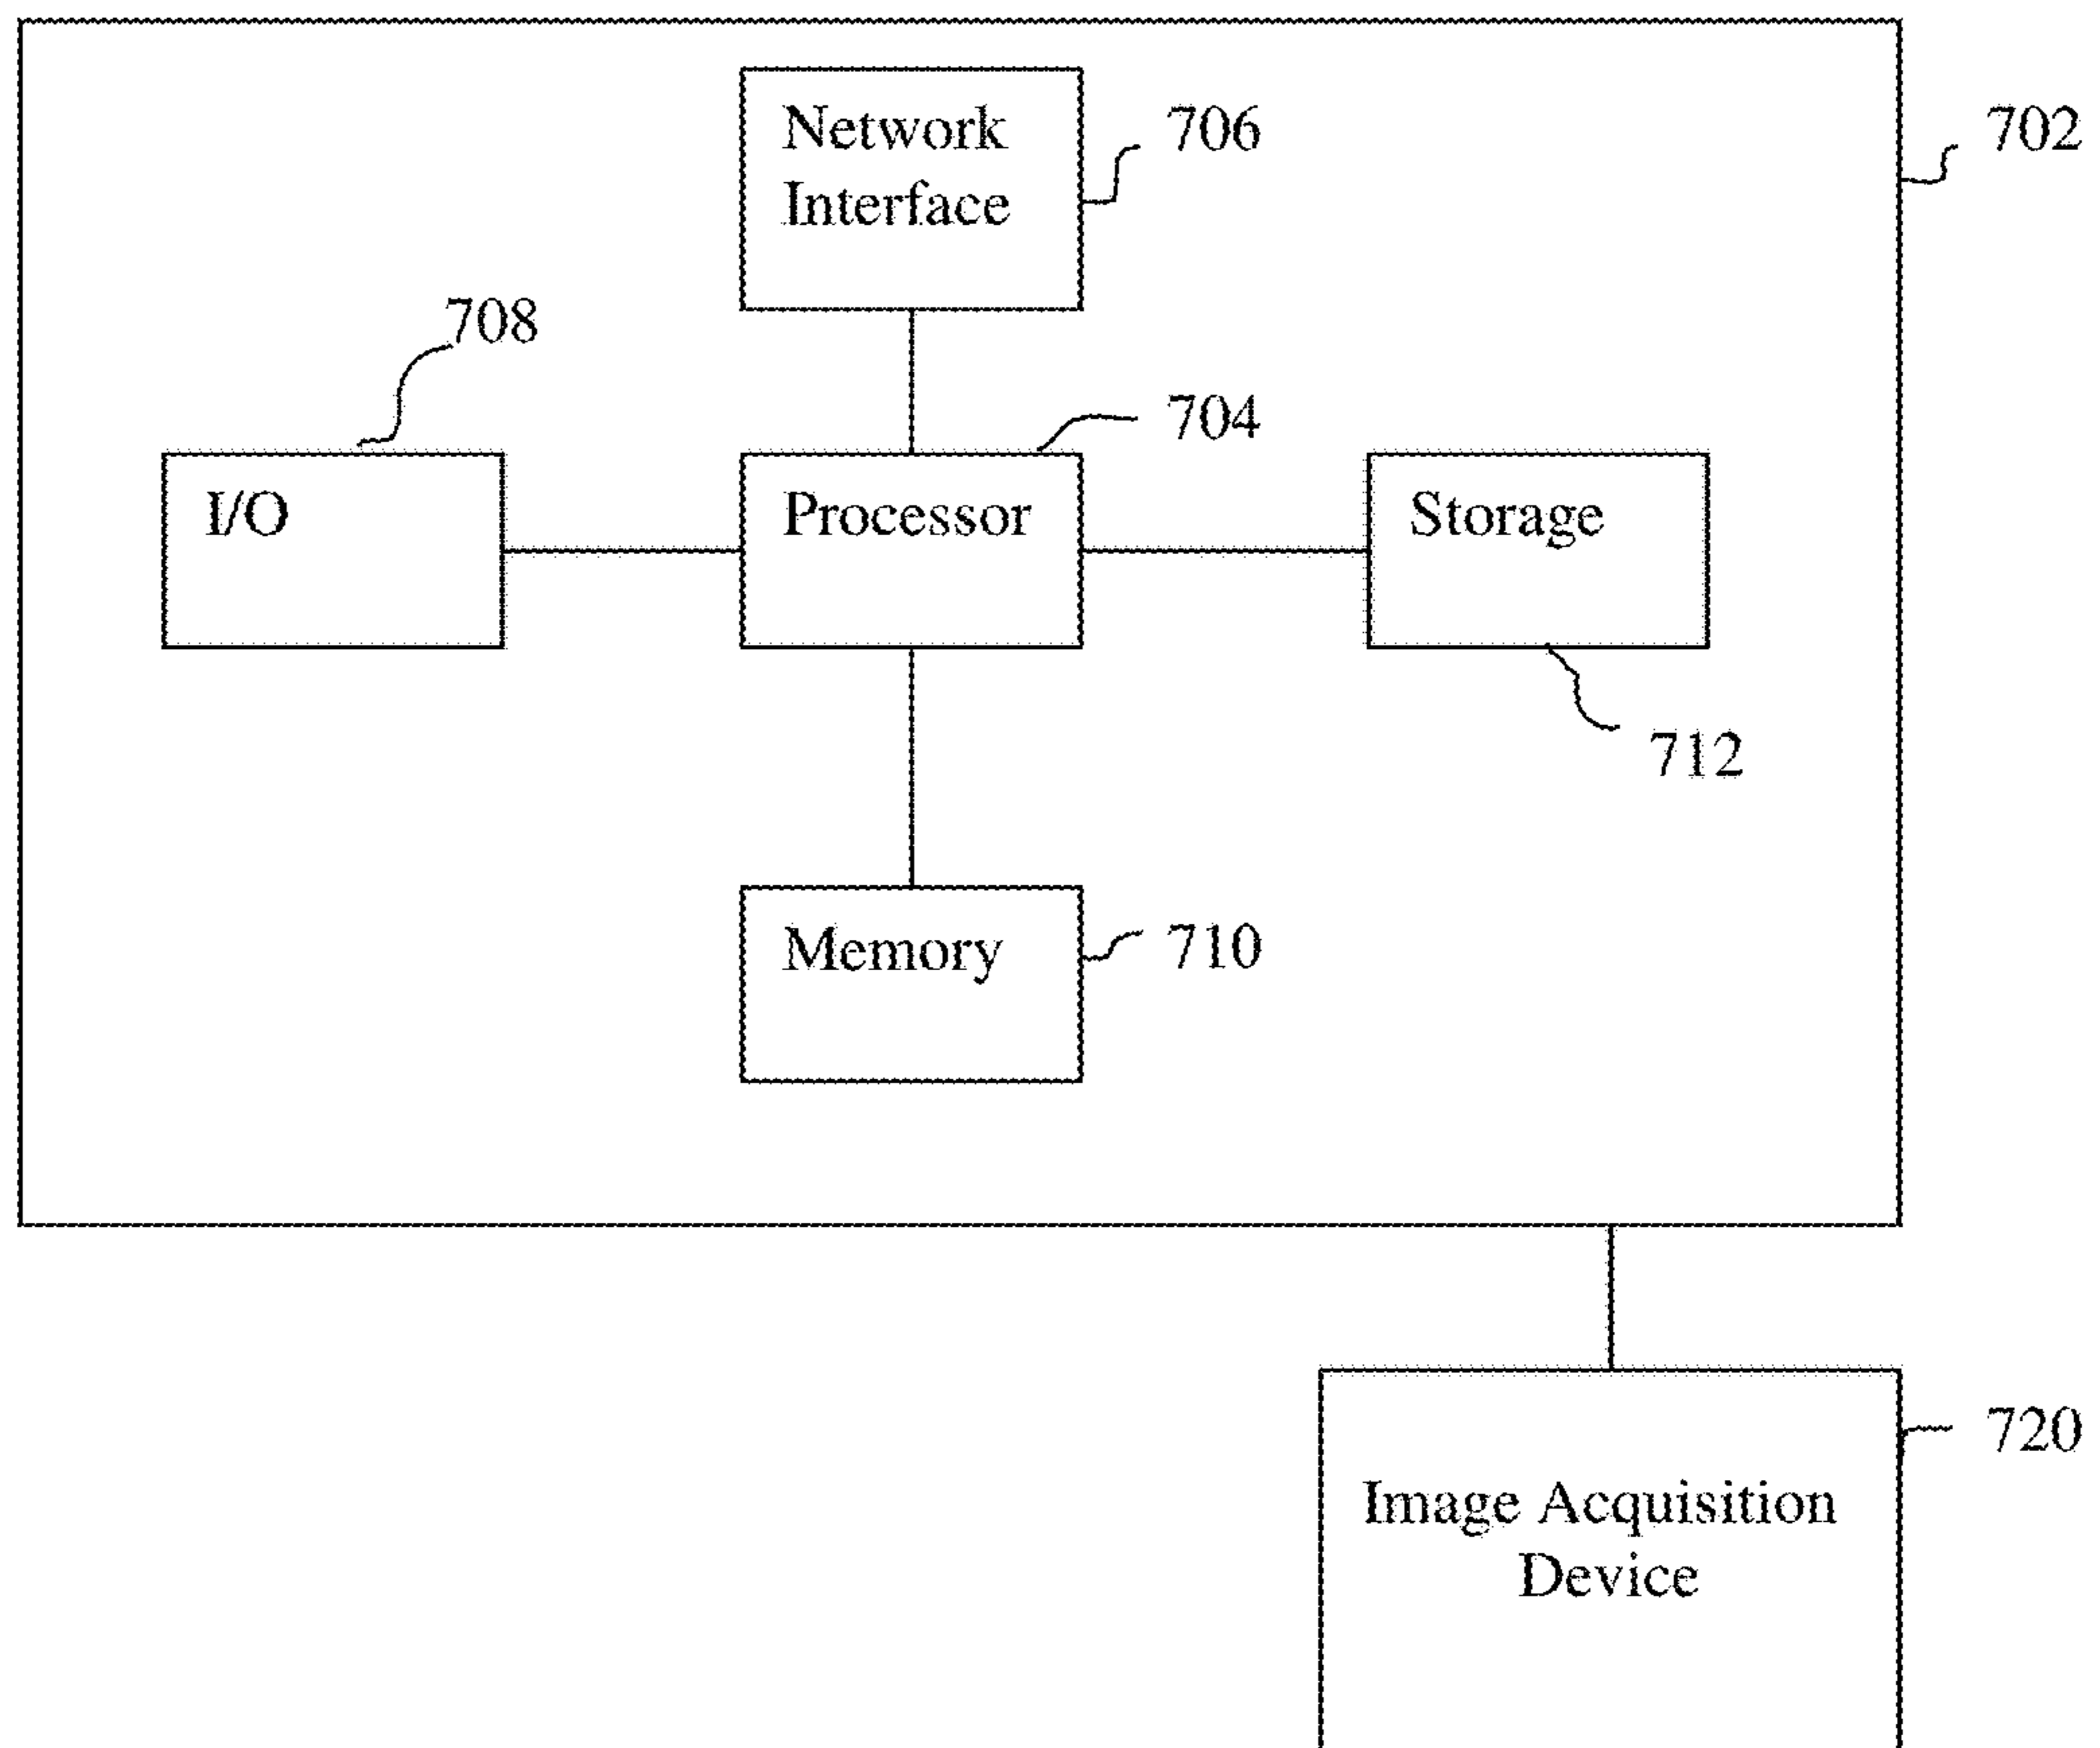 Network
Interface
706
702
708
704
I/O
Processor
Storage
712
Memory
710
720
Image Acquisition
Device